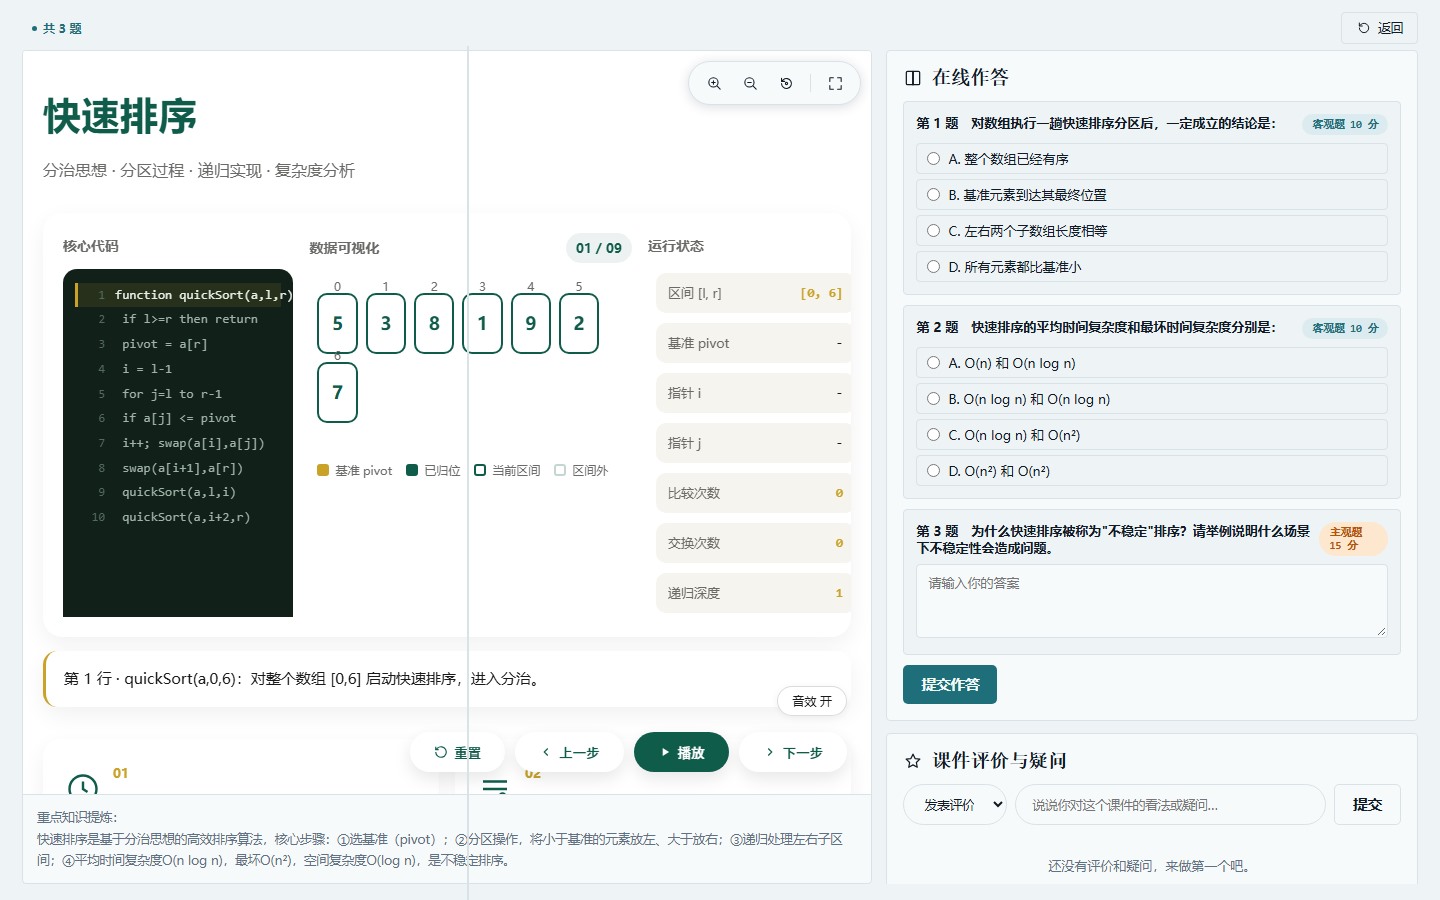 共 3 题
返回
快速排序
分治思想 · 分区过程 · 递归实现 · 复杂度分析
核心代码
1 function quickSort(a,l,r)
2 if l>=r then return
3 pivot = a[r]
4 i = l-1
5 for j=l to r-1
6 if a[j] <= pivot
7 i++; swap(a[i],a[j])
8 swap(a[i+1],a[r])
9 quickSort(a,l,i)
10 quickSort(a,i+2,r)
数据可视化
01 / 09
0 1 2 3 4 5
5 3 8 1 9 2
6
7
基准 pivot 已归位 当前区间 区间外
运行状态
区间 [l, r] [0, 6]
基准 pivot -
指针 i -
指针 j -
比较次数 0
交换次数 0
递归深度 1
第 1 行 · quickSort(a,0,6)：对整个数组 [0,6] 启动快速排序，进入分治。
音效 开
重置
上一步
播放
下一步
01
02
重点知识提炼：
快速排序是基于分治思想的高效排序算法，核心步骤：①选基准（pivot）；②分区操作，将小于基准的元素放左、大于放右；③递归处理左右子区
间；④平均时间复杂度O(n log n)，最坏O(n²)，空间复杂度O(log n)，是不稳定排序。
在线作答
第 1 题 对数组执行一趟快速排序分区后，一定成立的结论是：
客观题 10 分
A. 整个数组已经有序
B. 基准元素到达其最终位置
C. 左右两个子数组长度相等
D. 所有元素都比基准小
第 2 题 快速排序的平均时间复杂度和最坏时间复杂度分别是：
客观题 10 分
A. O(n) 和 O(n log n)
B. O(n log n) 和 O(n log n)
C. O(n log n) 和 O(n²)
D. O(n²) 和 O(n²)
第 3 题 为什么快速排序被称为"不稳定"排序？请举例说明什么场景
下不稳定性会造成问题。
主观题
15 分
请输入你的答案
提交作答
课件评价与疑问
发表评价
说说你对这个课件的看法或疑问...
提交
还没有评价和疑问，来做第一个吧。